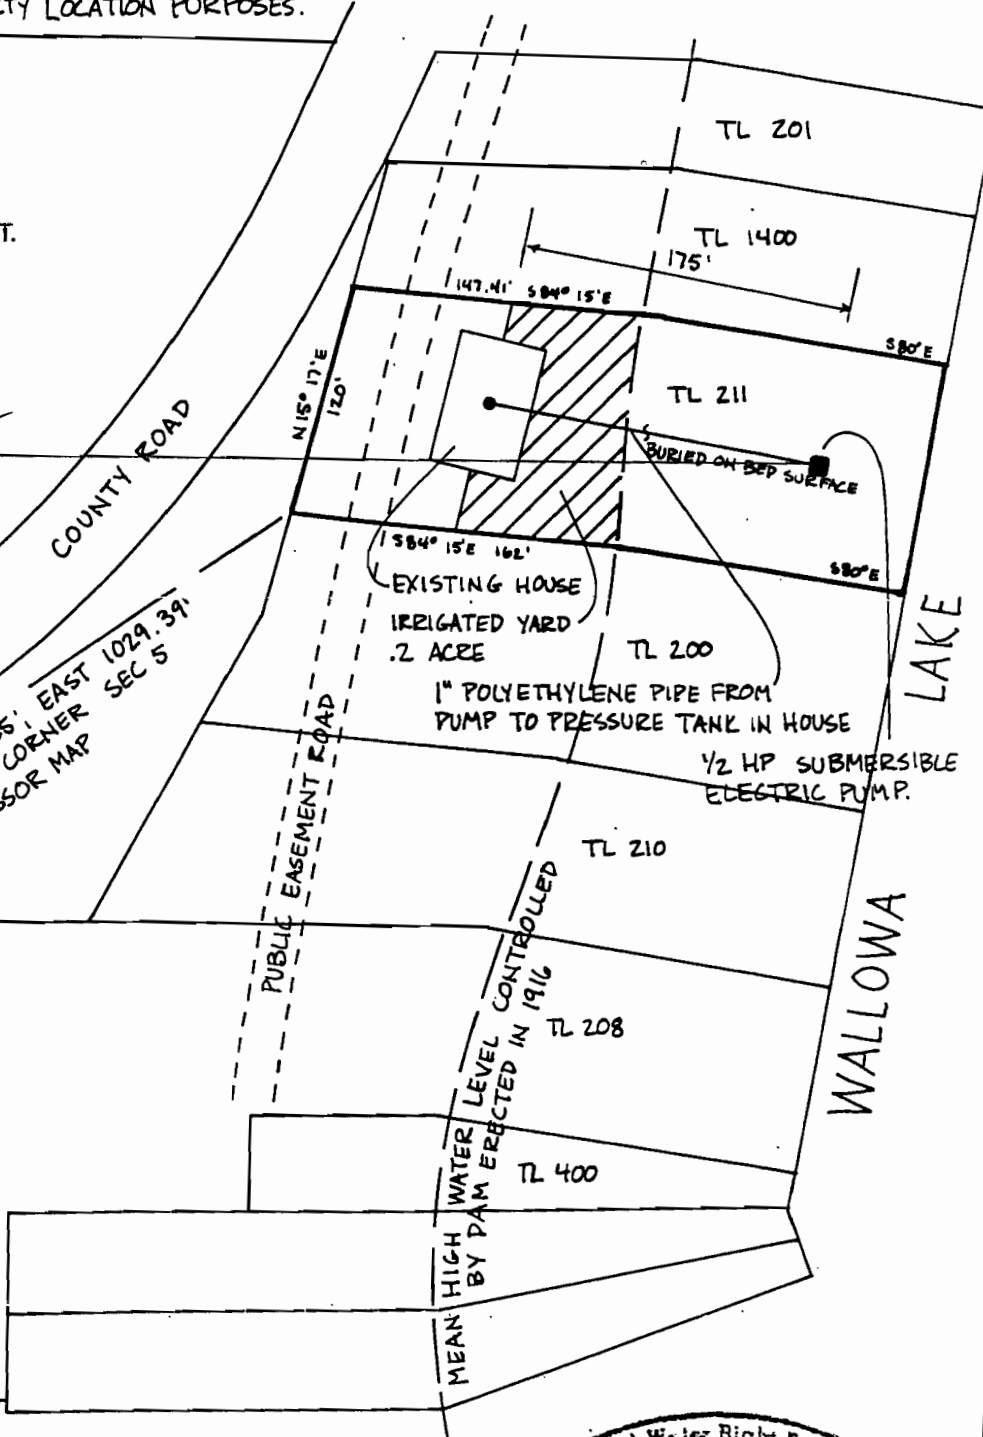 TY LOCATION PURPOSES.
TL 201
T.
TL 1400
175'
147.41' S84° 15'E
S80°E
N15° 17'E
120'
TL 211
BURIED ON BED SURFACE
COUNTY ROAD
S84° 15'E 162'
S80°E
EXISTING HOUSE
IRRIGATED YARD
.2 ACRE
TL 200
1" POLYETHYLENE PIPE FROM
PUMP TO PRESSURE TANK IN HOUSE
1/2 HP SUBMERSIBLE
ELECTRIC PUMP.
5', EAST 1029.39'
CORNER SEC 5
SSOR MAP
PUBLIC EASEMENT ROAD
TL 210
WALLOWA LAKE
TL 208
MEAN HIGH WATER LEVEL CONTROLLED
BY DAM ERECTED IN 1916
TL 400
Water Right